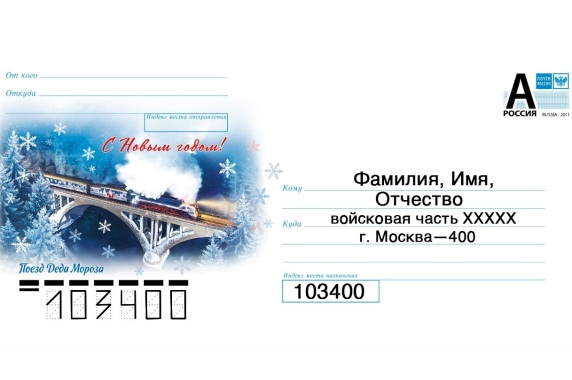 От кого
Откуда
Индекс места отправления
С Новым годом!
Поезд Деда Мороза
103400
А
ПОЧТА РОССИИ
РОССИЯ
RUSSIA · 2011
Кому
Фамилия, Имя,
Отчество
Куда
войсковая часть XXXXX
г. Москва—400
Индекс места назначения
103400